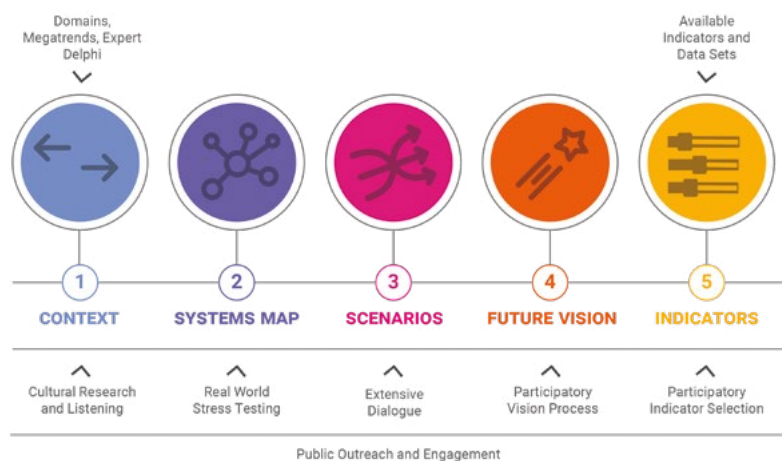 Domains,
Megatrends, Expert
Delphi
Available
Indicators and
Data Sets
1
2
3
4
5
CONTEXT
SYSTEMS MAP
SCENARIOS
FUTURE VISION
INDICATORS
Cultural Research
and Listening
Real World
Stress Testing
Extensive
Dialogue
Participatory
Vision Process
Participatory
Indicator Selection
Public Outreach and Engagement